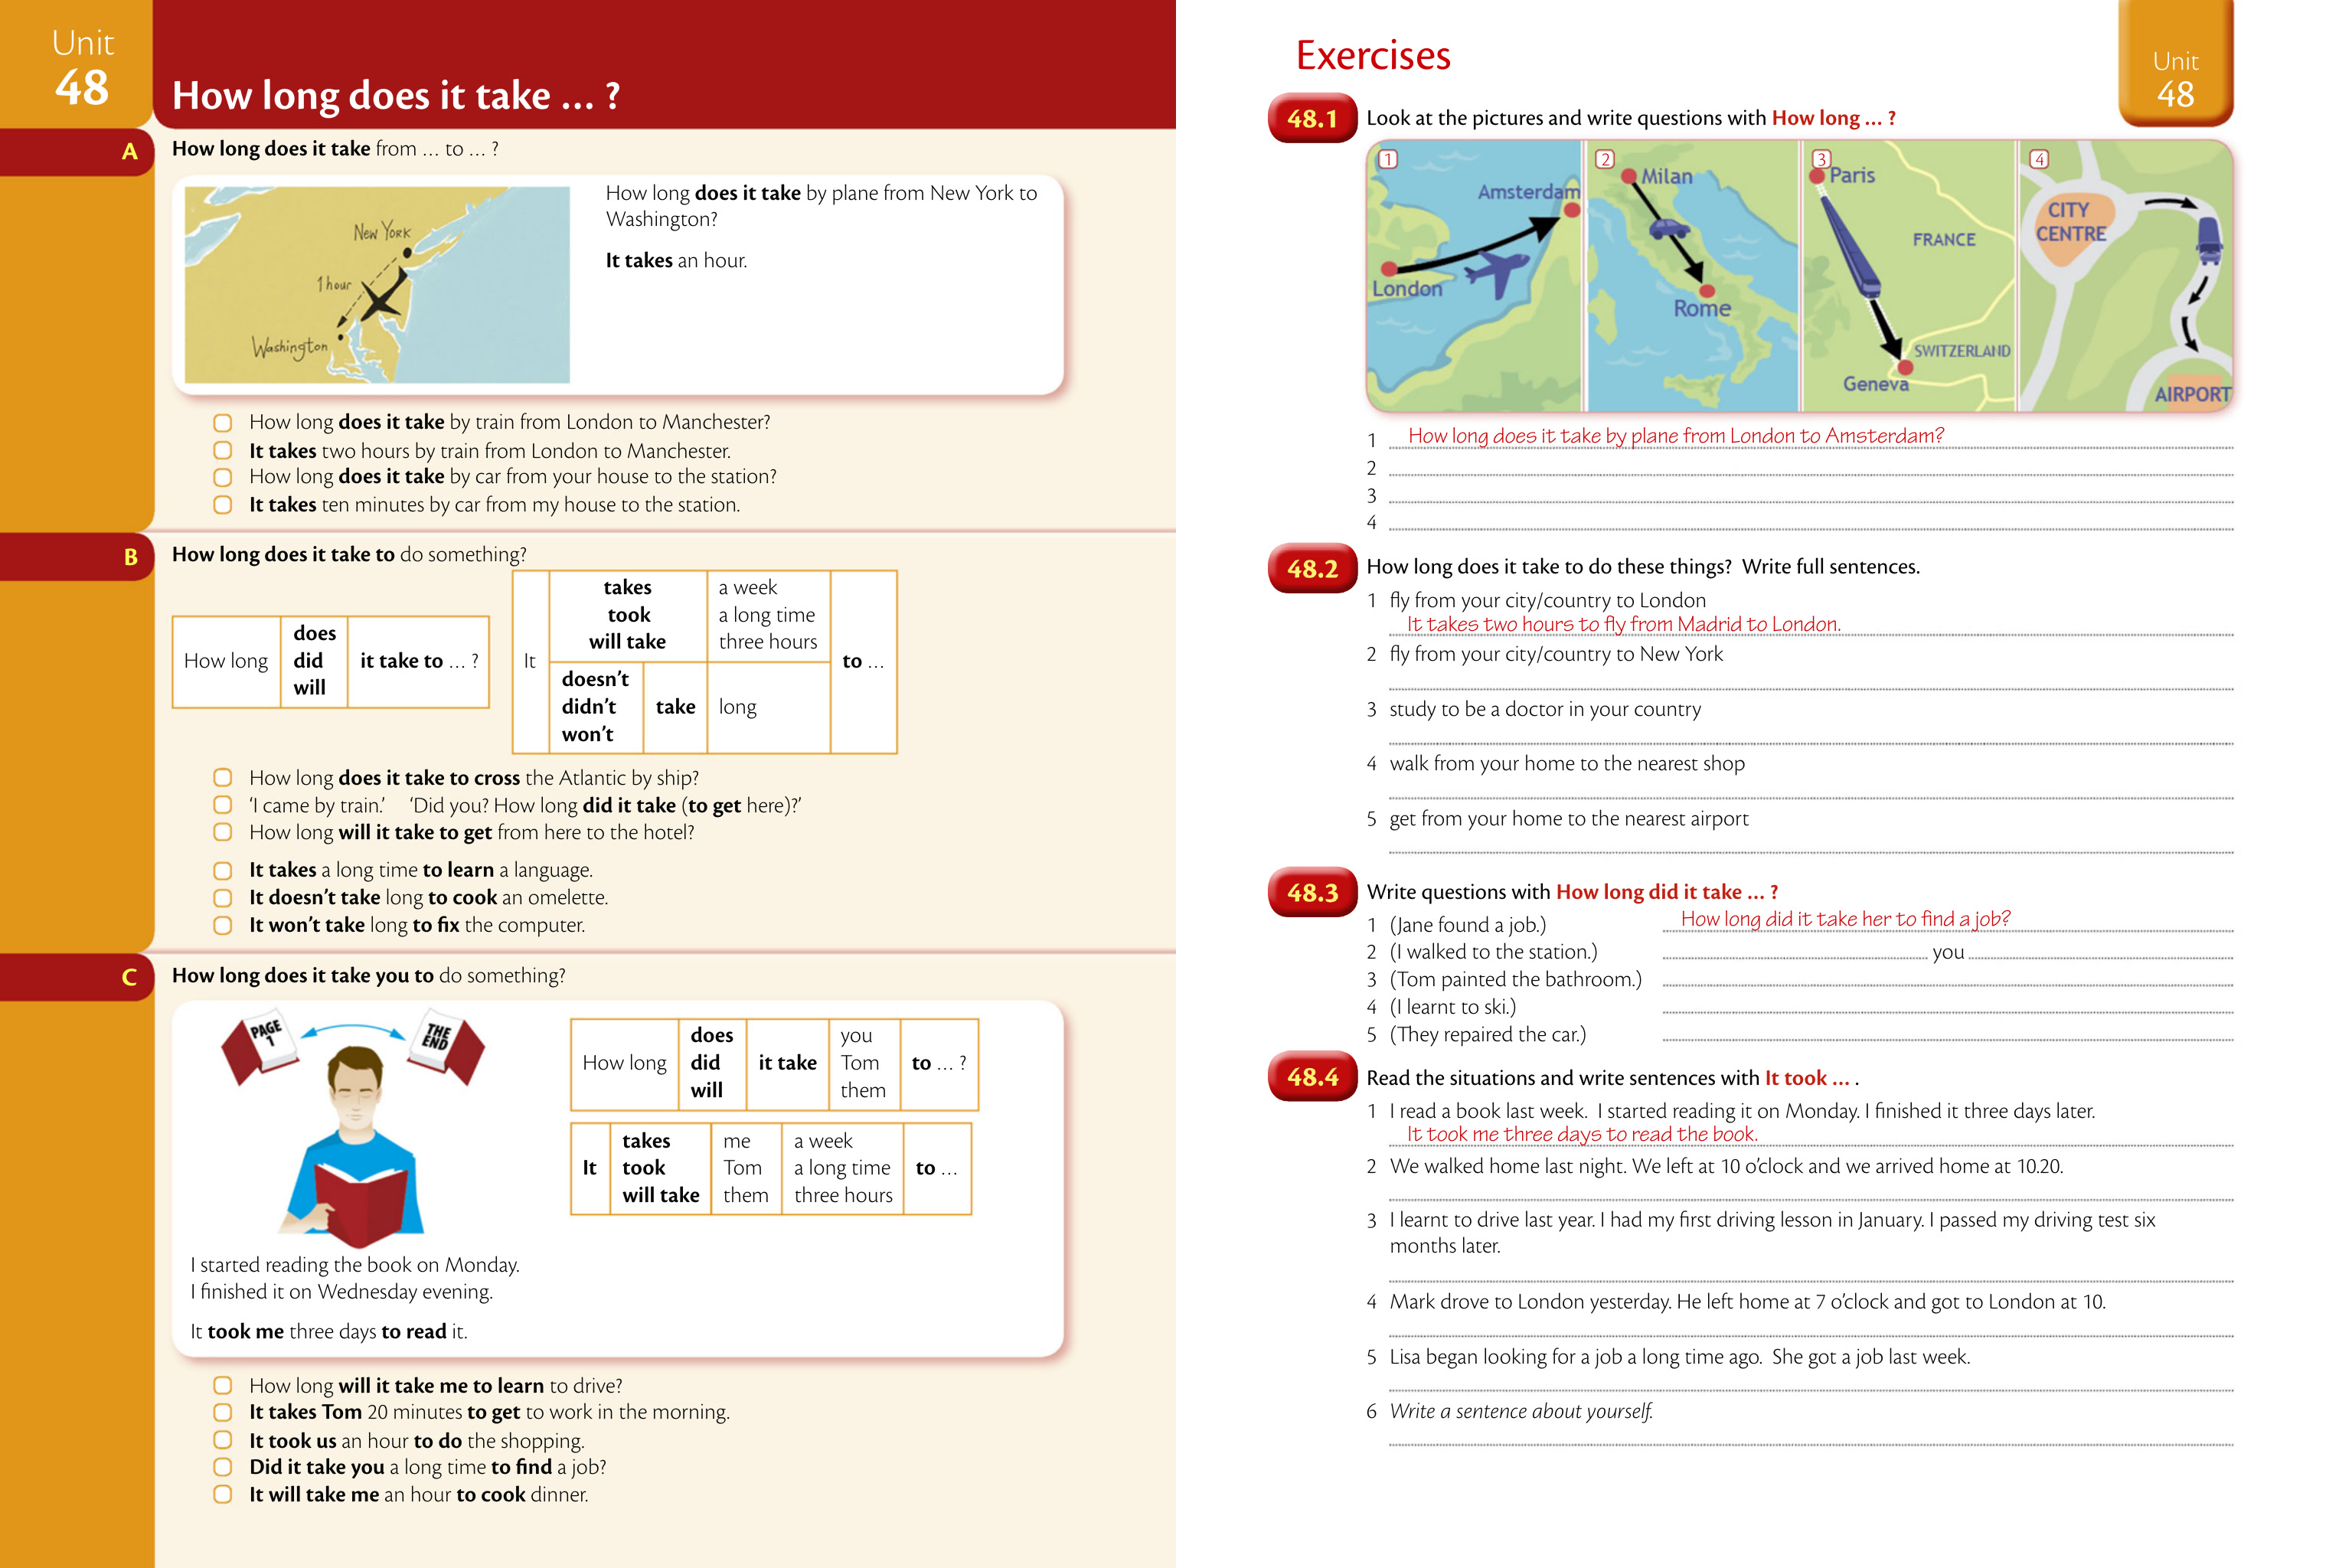 Unit
48
How long does it take ... ?
A
How long does it take from ... to ... ?
New York
1 hour
Washington
How long does it take by plane from New York to
Washington?
It takes an hour.
How long does it take by train from London to Manchester?
It takes two hours by train from London to Manchester.
How long does it take by car from your house to the station?
It takes ten minutes by car from my house to the station.
B
How long does it take to do something?
How long
does
did
will
it take to ... ?
It
takes
took
will take
a week
a long time
three hours
doesn't
didn't
won't
take
long
to ...
How long does it take to cross the Atlantic by ship?
'I came by train.' 'Did you? How long did it take (to get here)?'
How long will it take to get from here to the hotel?
It takes a long time to learn a language.
It doesn't take long to cook an omelette.
It won't take long to fix the computer.
C
How long does it take you to do something?
PAGE
1
THE
END
How long
does
did
will
it take
you
Tom
them
to ... ?
It
takes
took
will take
me
Tom
them
a week
a long time
three hours
to ...
I started reading the book on Monday.
I finished it on Wednesday evening.
It took me three days to read it.
How long will it take me to learn to drive?
It takes Tom 20 minutes to get to work in the morning.
It took us an hour to do the shopping.
Did it take you a long time to find a job?
It will take me an hour to cook dinner.
Exercises
Unit
48
48.1 Look at the pictures and write questions with How long ... ?
1
Amsterdam
London
2
Milan
Rome
3
Paris
FRANCE
SWITZERLAND
Geneva
4
CITY
CENTRE
AIRPORT
1 How long does it take by plane from London to Amsterdam?
2
3
4
48.2 How long does it take to do these things? Write full sentences.
1 fly from your city/country to London
It takes two hours to fly from Madrid to London.
2 fly from your city/country to New York
3 study to be a doctor in your country
4 walk from your home to the nearest shop
5 get from your home to the nearest airport
48.3 Write questions with How long did it take ... ?
1 (Jane found a job.) How long did it take her to find a job?
2 (I walked to the station.) you
3 (Tom painted the bathroom.)
4 (I learnt to ski.)
5 (They repaired the car.)
48.4 Read the situations and write sentences with It took ... .
1 I read a book last week. I started reading it on Monday. I finished it three days later.
It took me three days to read the book.
2 We walked home last night. We left at 10 o'clock and we arrived home at 10.20.
3 I learnt to drive last year. I had my first driving lesson in January. I passed my driving test six
months later.
4 Mark drove to London yesterday. He left home at 7 o'clock and got to London at 10.
5 Lisa began looking for a job a long time ago. She got a job last week.
6 Write a sentence about yourself.